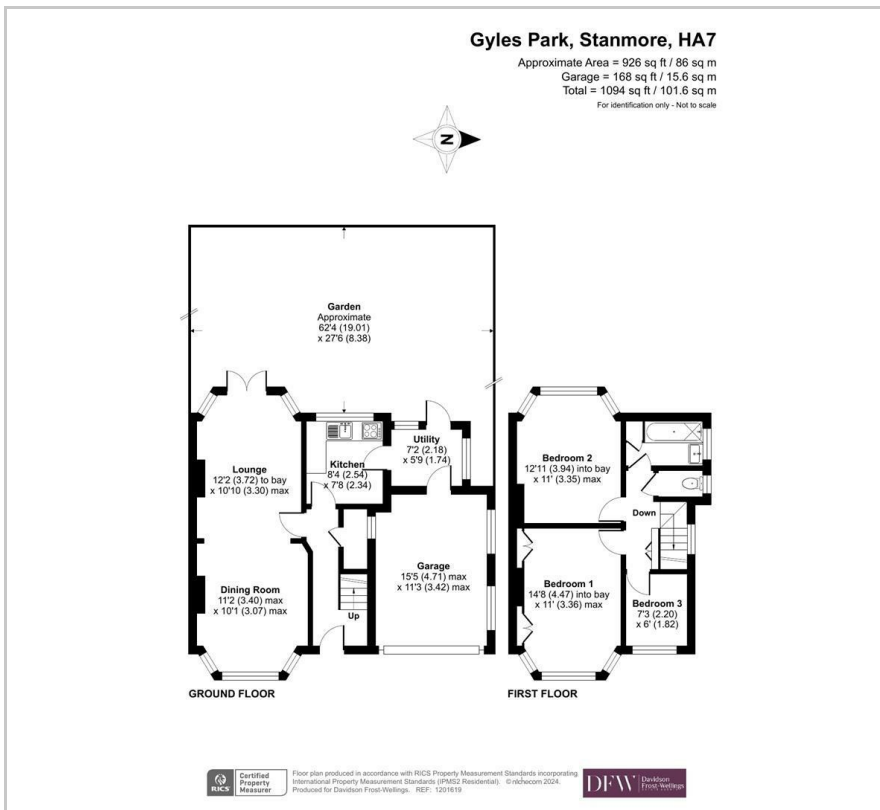 Gyles Park, Stanmore, HA7
Approximate Area = 926 sq ft / 86 sq m
Garage = 168 sq ft / 15.6 sq m
Total = 1094 sq ft / 101.6 sq m
For identification only - Not to scale
N
Garden
Approximate
62'4 (19.01)
x 27'6 (8.38)
Lounge
12'2 (3.72) to bay
x 10'10 (3.30) max
Kitchen
8'4 (2.54)
x 7'8 (2.34)
Utility
7'2 (2.18)
x 5'9 (1.74)
Dining Room
11'2 (3.40) max
x 10'1 (3.07) max
Up
Garage
15'5 (4.71) max
x 11'3 (3.42) max
GROUND FLOOR
Bedroom 2
12'11 (3.94) into bay
x 11' (3.35) max
Down
Bedroom 1
14'8 (4.47) into bay
x 11' (3.36) max
Bedroom 3
7'3 (2.20)
x 6' (1.82)
FIRST FLOOR
RICS
Certified
Property
Measurer
Floor plan produced in accordance with RICS Property Measurement Standards incorporating
International Property Measurement Standards (IPMS2 Residential). © nichecom 2024.
Produced for Davidson Frost-Wellings. REF: 1201619
DFW
Davidson
Frost-Wellings